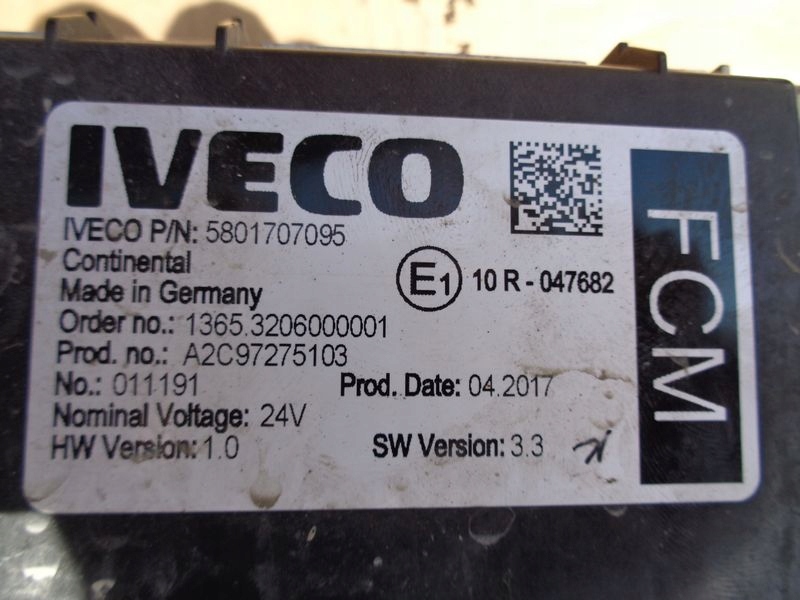 IVECO
IVECO P/N: 5801707095
Continental
Made in Germany
E1 10 R - 047682
Order no.: 1365.3206000001
Prod. no.: A2C97275103
No.: 011191 Prod. Date: 04.2017
Nominal Voltage: 24V
HW Version: 1.0 SW Version: 3.3
FCM